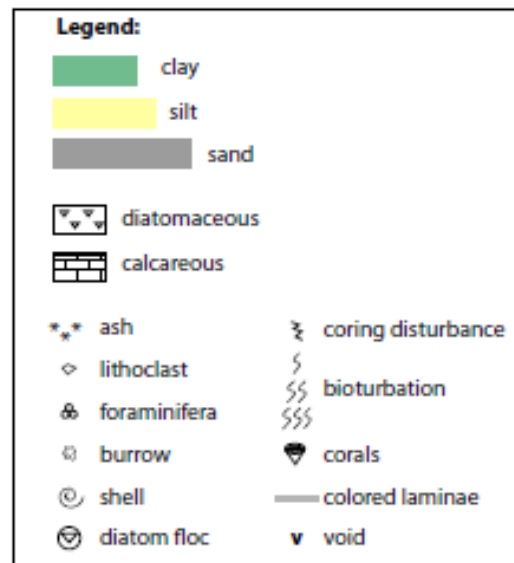 Legend:
clay
silt
sand
diatomaceous
calcareous
ash
lithoclast
foraminifera
burrow
shell
diatom floc
coring disturbance
bioturbation
corals
colored laminae
v void